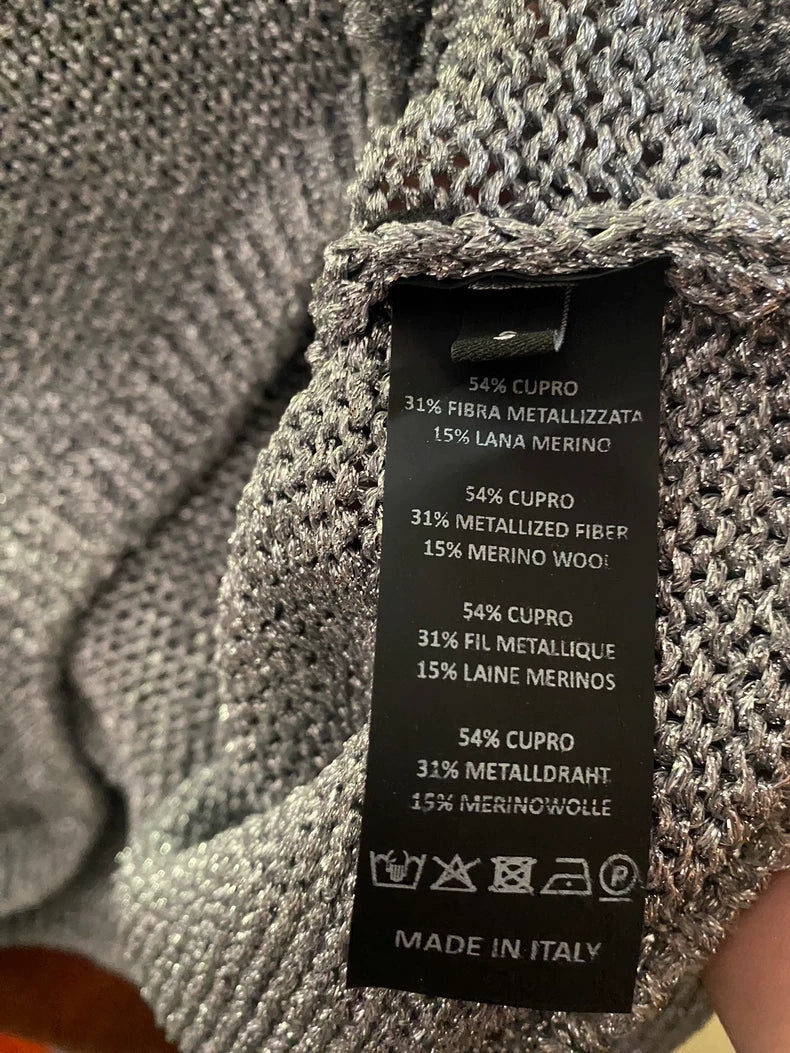 54% CUPRO
31% FIBRA METALLIZZATA
15% LANA MERINO
54% CUPRO
31% METALLIZED FIBER
15% MERINO WOOL
54% CUPRO
31% FIL METALLIQUE
15% LAINE MERINOS
54% CUPRO
31% METALLDRAHT
15% MERINOWOLLE
P
MADE IN ITALY